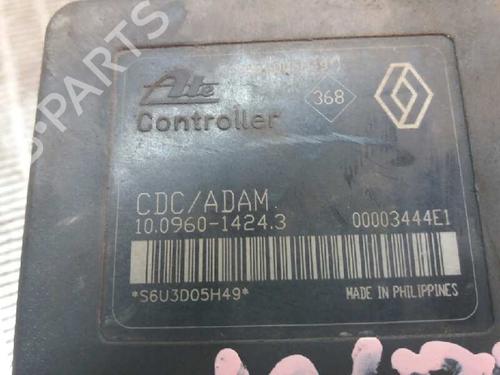 Ate
368
Controller
CDC/ADAM
10.0960-1424.3 00003444E1
*S6U3D05H49* MADE IN PHILIPPINES
B-PARTS